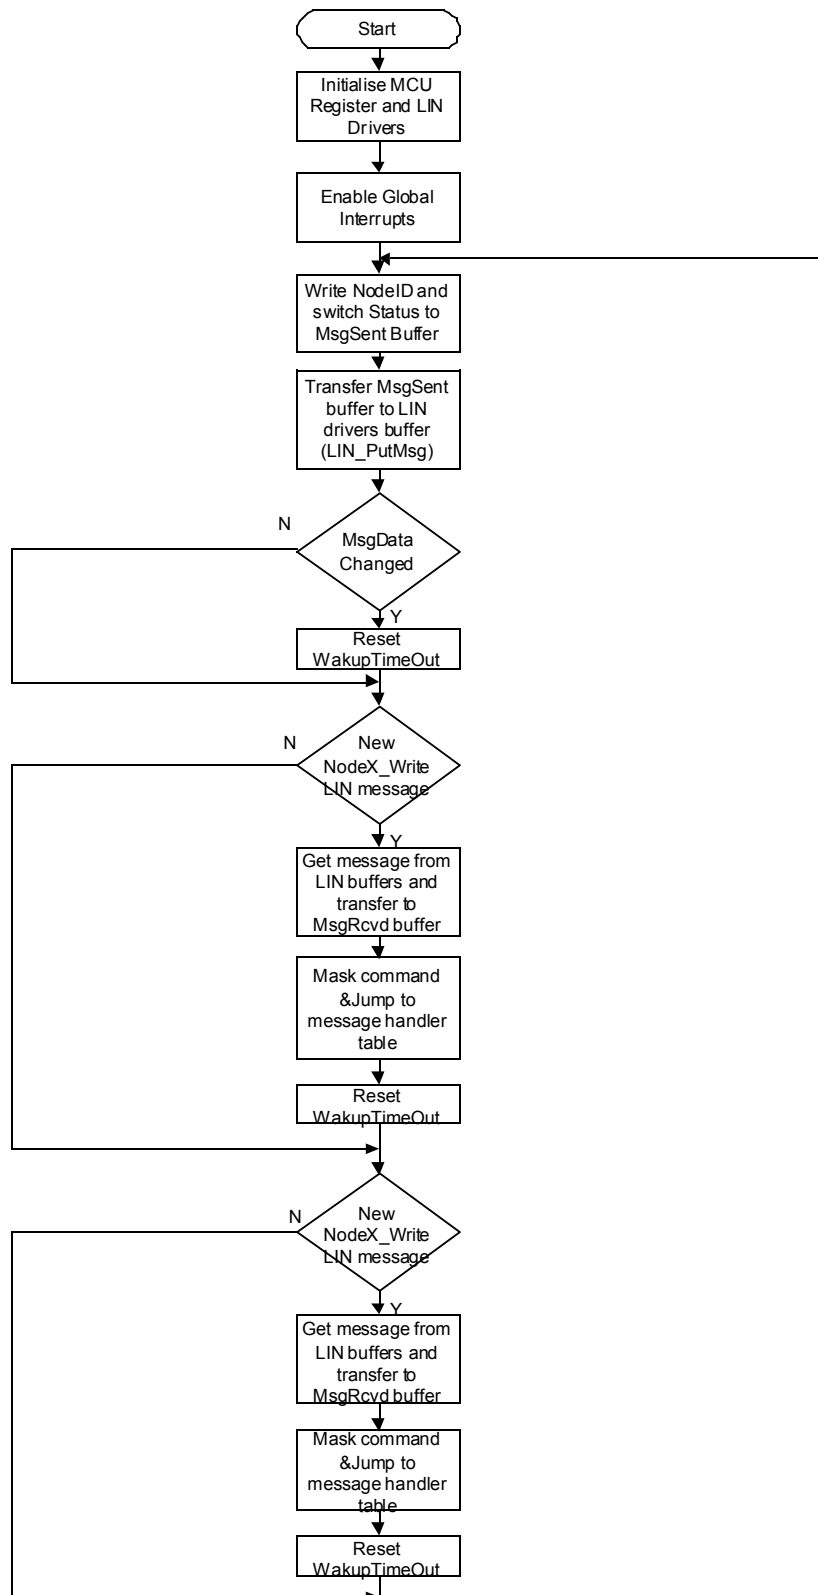 Start
Initialise MCU
Register and LIN
Drivers
Enable Global
Interrupts
Write NodeID and
switch Status to
MsgSent Buffer
Transfer MsgSent
buffer to LIN
drivers buffer
(LIN_PutMsg)
N
MsgData
Changed
Y
Reset
WakupTimeOut
N
New
NodeX_Write
LIN message
Y
Get message from
LIN buffers and
transfer to
MsgRcvd buffer
Mask command
&Jump to
message handler
table
Reset
WakupTimeOut
N
New
NodeX_Write
LIN message
Y
Get message from
LIN buffers and
transfer to
MsgRcvd buffer
Mask command
&Jump to
message handler
table
Reset
WakupTimeOut